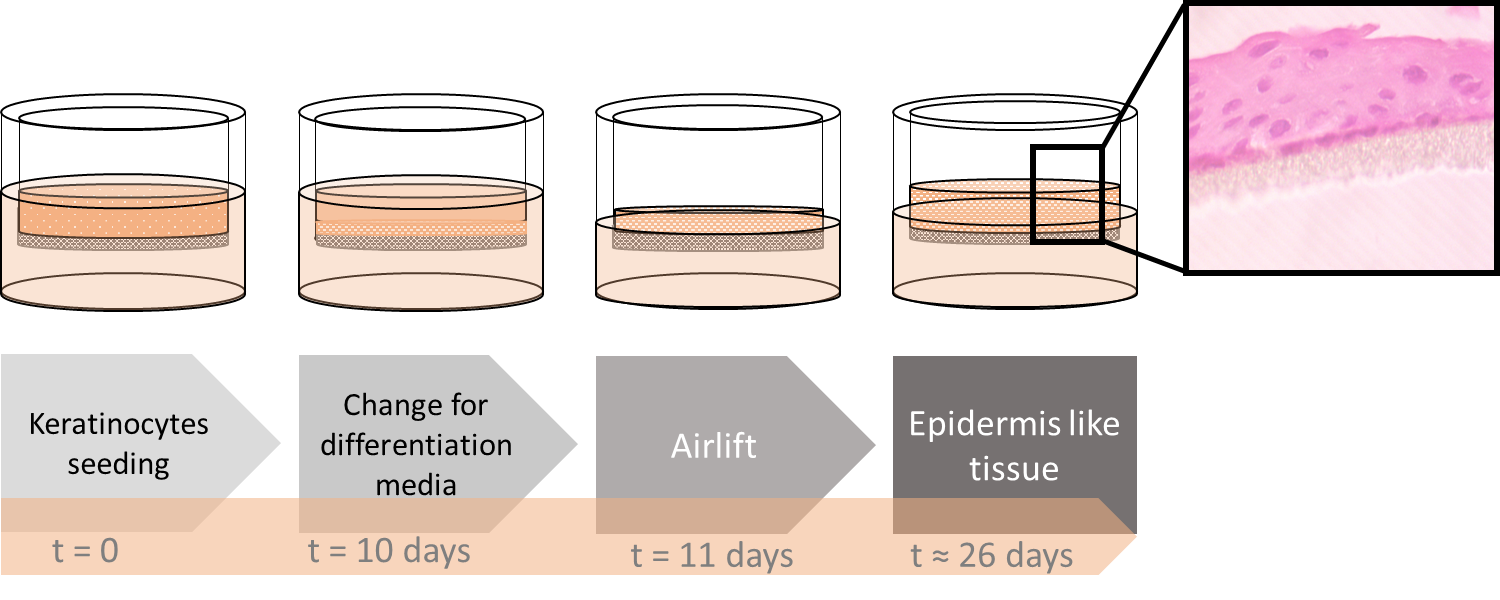 Keratinocytes
seeding
Change for
differentiation
media
Airlift
Epidermis like
tissue
t = 0
t = 10 days
t = 11 days
t ≈ 26 days